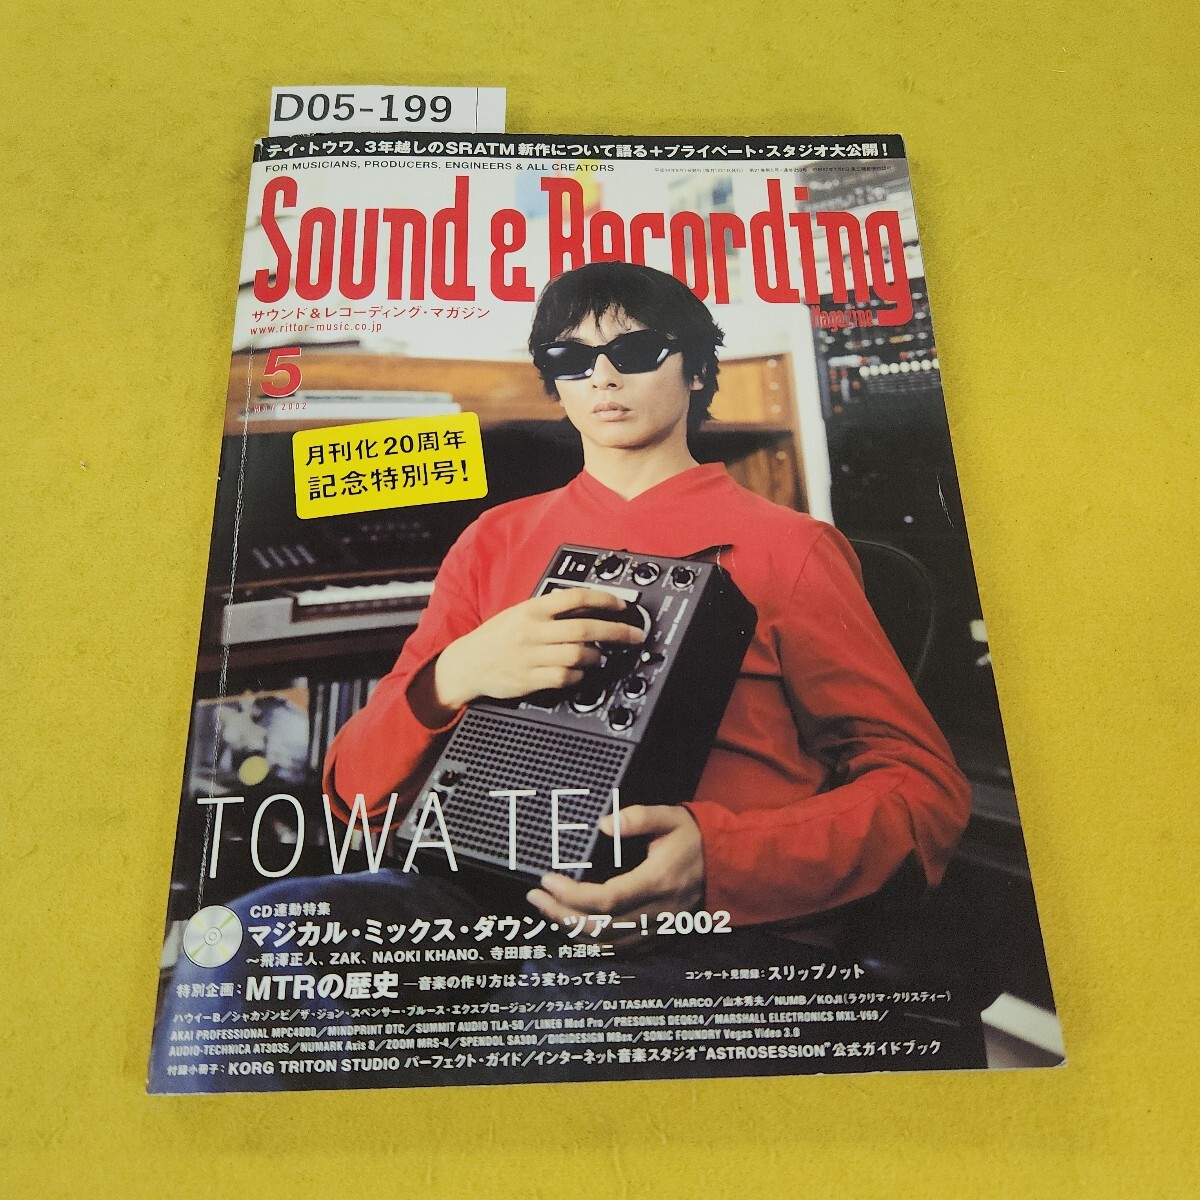 D05-199
テイ・トウワ、3年越しのSRATM新作について語る+プライベート・スタジオ大公開!
FOR MUSICIANS, PRODUCERS, ENGINEERS & ALL CREATORS
Sound & Recording
Magazine
サウンド&レコーディング・マガジン
www.rittor-music.co.jp
5
May 2002
月刊化20周年
記念特別号!
TOWA TEI
CD連動特集
マジカル・ミックス・ダウン・ツアー! 2002
〜飛澤正人、ZAK、NAOKI KHANO、寺田康彦、内沼映二
特別企画:MTRの歴史―音楽の作り方はこう変わってきた―
コンサート見聞録:スリップノット
ハウイーB/シャカゾンビ/ザ・ジョン・スペンサー・ブルース・エクスプロージョン/クラムボン/DJ TASAKA/HARCO/山本秀夫/NUMB/KOJI(ラクリマ・クリスティー)
AKAI PROFESSIONAL MPC4000/MINDPRINT DTC/SUMMIT AUDIO TLA-50/LINE6 Mod Pro/PRESONUS DEQ624/MARSHALL ELECTRONICS MXL-V69/
AUDIO-TECHNICA AT3035/NUMARK Axis 8/ZOOM MRS-4/SPENDOL SA300/DIGIDESIGN MBox/SONIC FOUNDRY Vegas Video 3.0
付録小冊子:KORG TRITON STUDIO パーフェクト・ガイド/インターネット音楽スタジオ"ASTROSESSION"公式ガイドブック